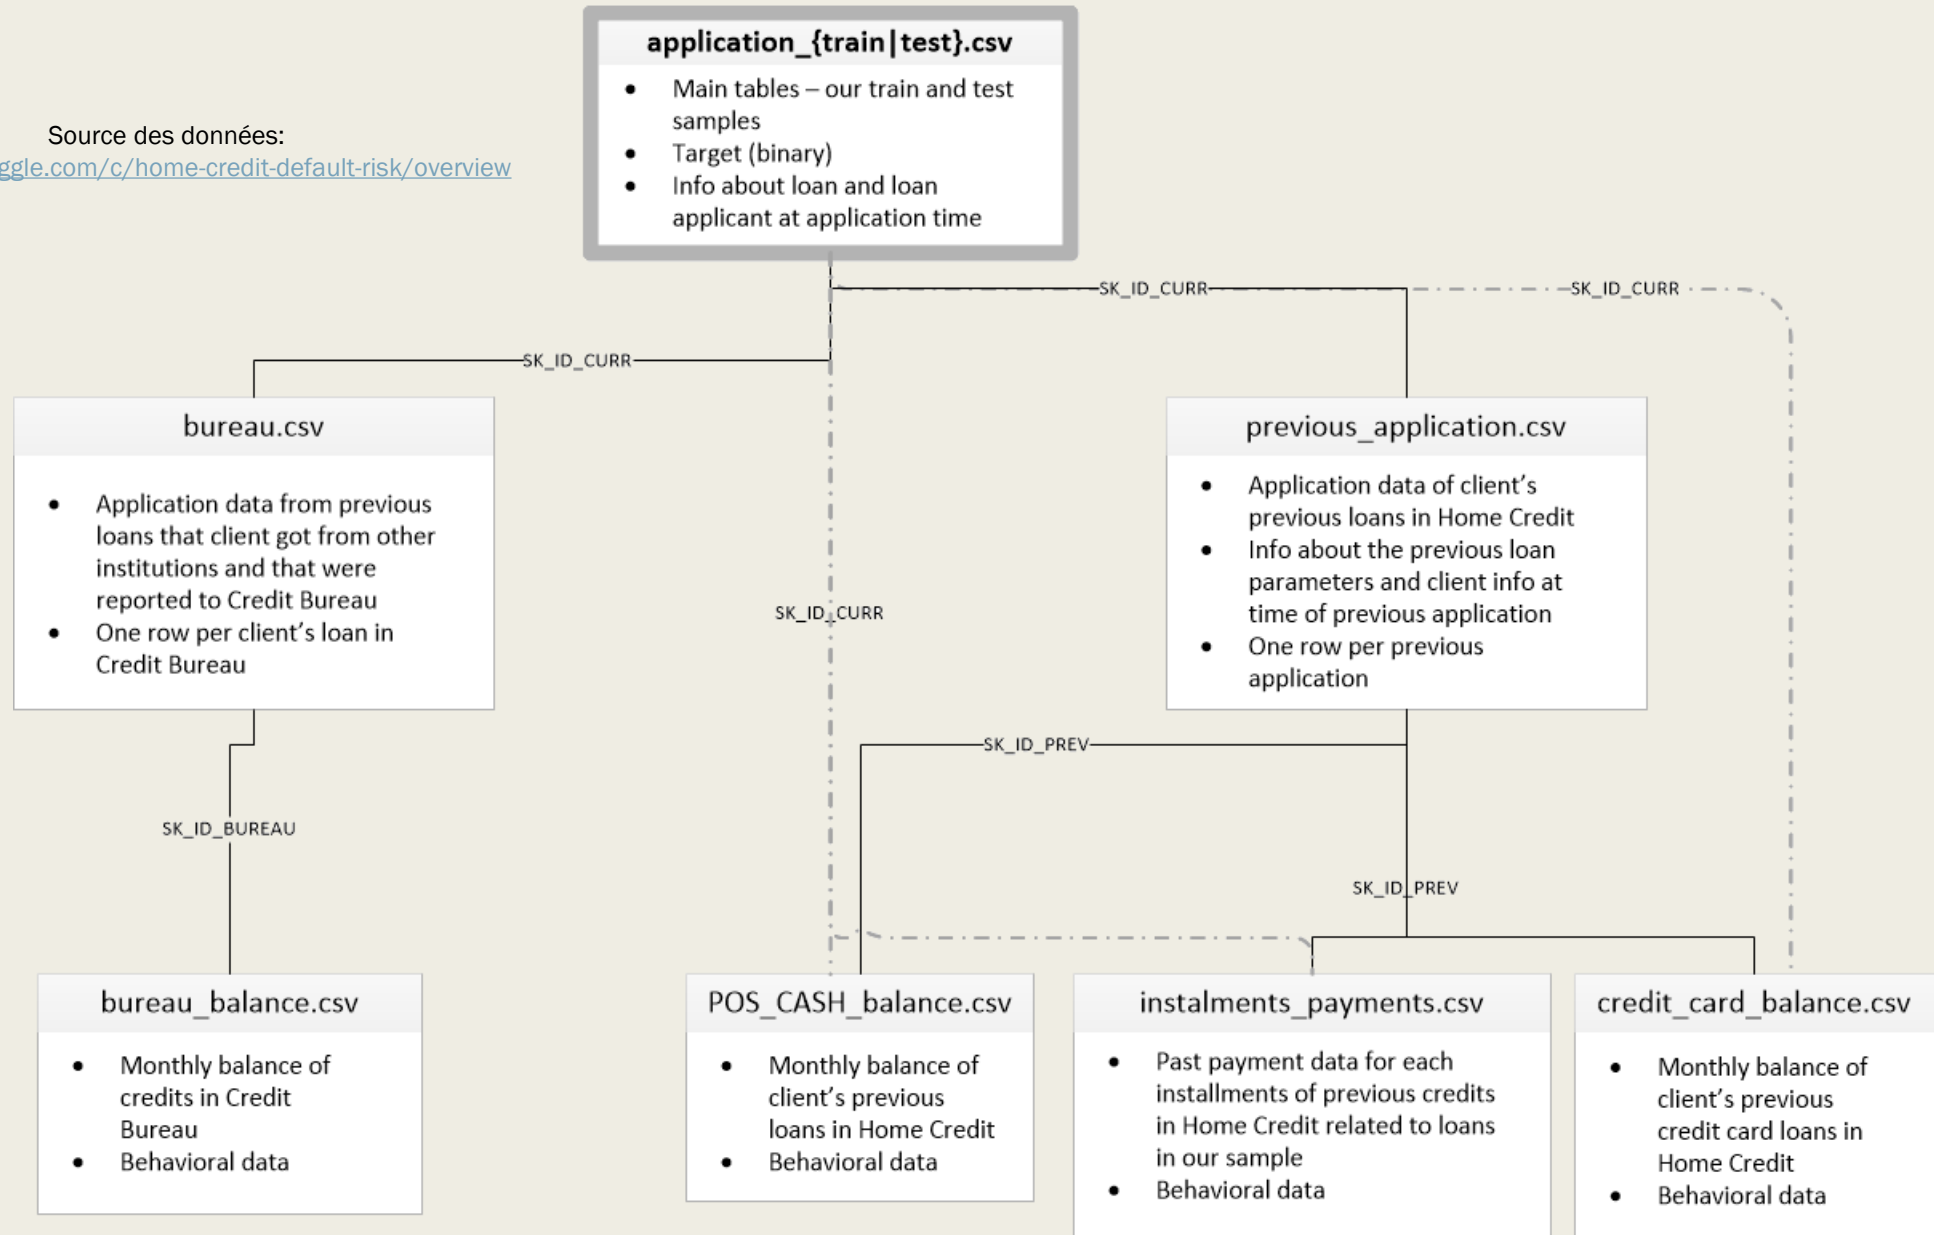 application_{train|test}.csv
• Main tables – our train and test
samples
• Target (binary)
• Info about loan and loan
applicant at application time
Source des données:
ggle.com/c/home-credit-default-risk/overview
SK_ID_CURR
SK_ID_CURR
SK_ID_CURR
bureau.csv
• Application data from previous
loans that client got from other
institutions and that were
reported to Credit Bureau
• One row per client's loan in
Credit Bureau
previous_application.csv
• Application data of client's
previous loans in Home Credit
• Info about the previous loan
parameters and client info at
time of previous application
• One row per previous
application
SK_ID_CURR
SK_ID_PREV
SK_ID_BUREAU
SK_ID_PREV
bureau_balance.csv
• Monthly balance of
credits in Credit
Bureau
• Behavioral data
POS_CASH_balance.csv
• Monthly balance of
client's previous
loans in Home Credit
• Behavioral data
instalments_payments.csv
• Past payment data for each
installments of previous credits
in Home Credit related to loans
in our sample
• Behavioral data
credit_card_balance.csv
• Monthly balance of
client's previous
credit card loans in
Home Credit
• Behavioral data